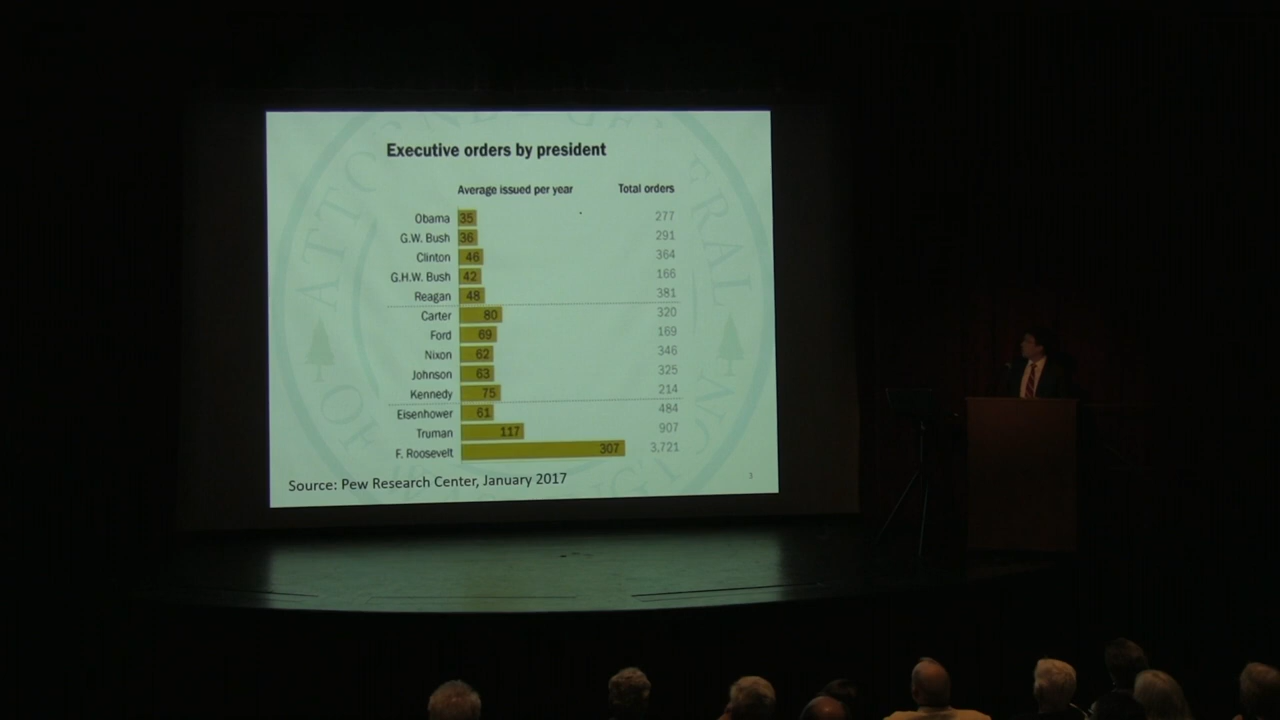 Executive orders by president
Average issued per year Total orders
Obama 35 277
G.W. Bush 36 291
Clinton 46 364
G.H.W. Bush 42 166
Reagan 48 381
Carter 80 320
Ford 69 169
Nixon 62 346
Johnson 63 325
Kennedy 75 214
Eisenhower 61 484
Truman 117 907
F. Roosevelt 307 3,721
Source: Pew Research Center, January 2017
3